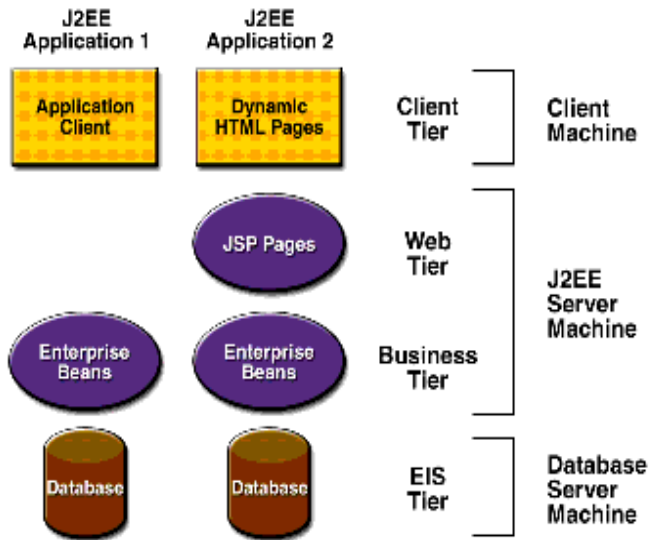 J2EE
Application 1
J2EE
Application 2
Application
Client
Dynamic
HTML Pages
Client
Tier
Client
Machine
JSP Pages
Web
Tier
J2EE
Server
Machine
Enterprise
Beans
Enterprise
Beans
Business
Tier
Database
Database
EIS
Tier
Database
Server
Machine